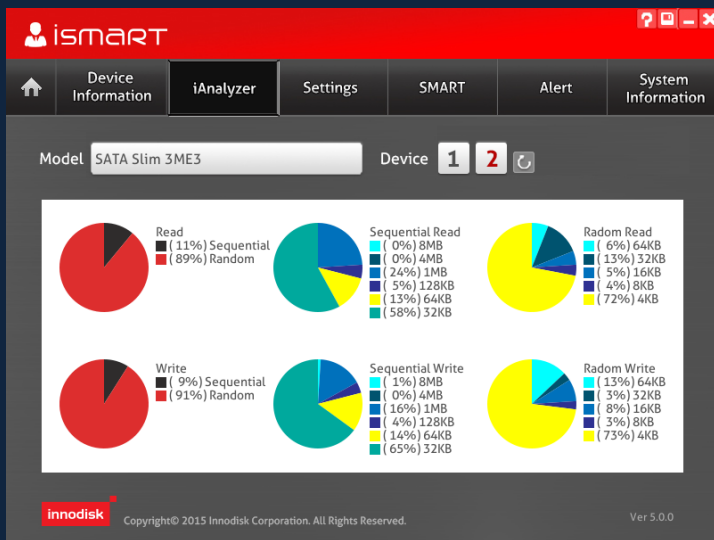 ismart
Device Information
iAnalyzer
Settings
SMART
Alert
System Information
Model SATA Slim 3ME3 Device 1 2
Read
(11%) Sequential
(89%) Random
Sequential Read
( 0%) 8MB
( 0%) 4MB
(24%) 1MB
( 5%) 128KB
(13%) 64KB
(58%) 32KB
Radom Read
( 6%) 64KB
(13%) 32KB
( 5%) 16KB
( 4%) 8KB
(72%) 4KB
Write
( 9%) Sequential
(91%) Random
Sequential Write
( 1%) 8MB
( 0%) 4MB
(16%) 1MB
( 4%) 128KB
(14%) 64KB
(65%) 32KB
Radom Write
(13%) 64KB
( 3%) 32KB
( 8%) 16KB
( 3%) 8KB
(73%) 4KB
innodisk
Copyright© 2015 Innodisk Corporation. All Rights Reserved.
Ver 5.0.0